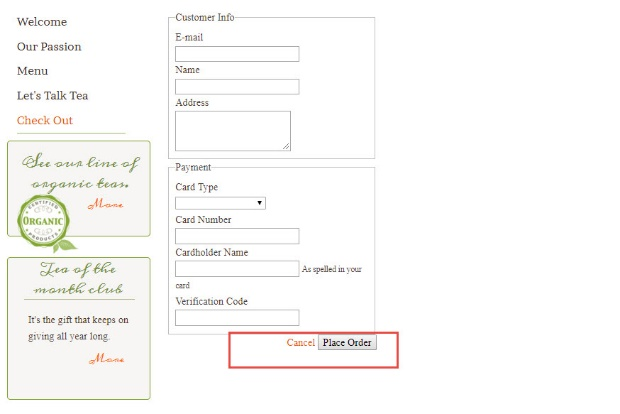 Welcome
Our Passion
Menu
Let's Talk Tea
Check Out
See our line of
organic teas.
More
CERTIFIED
ORGANIC
PRODUCTS
Tea of the
month club
It's the gift that keeps on
giving all year long.
More
Customer Info
E-mail
Name
Address
Payment
Card Type
Card Number
Cardholder Name
As spelled in your
card
Verification Code
Cancel Place Order